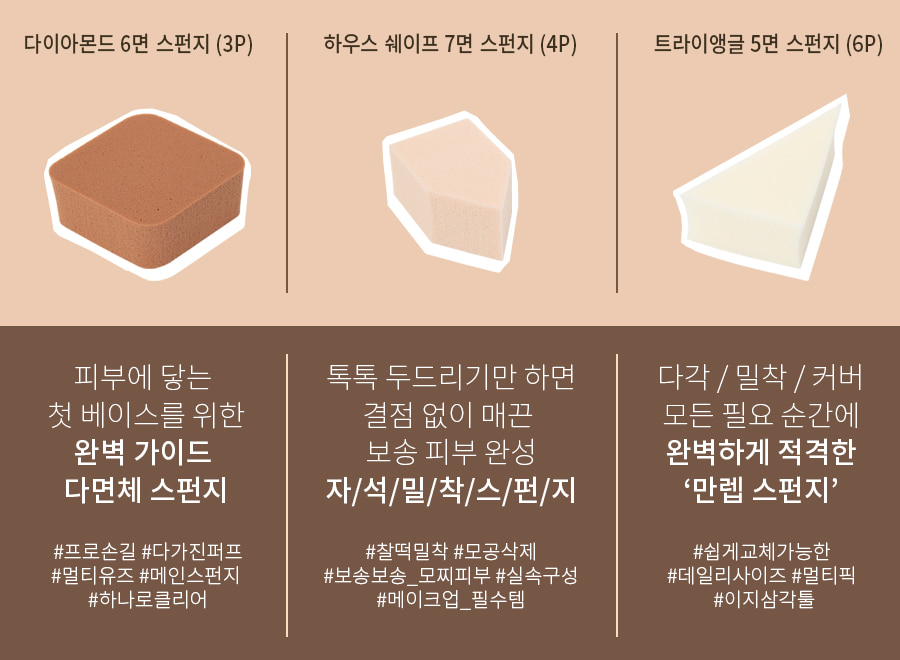 다이아몬드 6면 스펀지 (3P)
하우스 쉐이프 7면 스펀지 (4P)
트라이앵글 5면 스펀지 (6P)
피부에 닿는
첫 베이스를 위한
완벽 가이드
다면체 스펀지
#프로손길 #다가진퍼프
#멀티유즈 #메인스펀지
#하나로클리어
톡톡 두드리기만 하면
결점 없이 매끈
보송 피부 완성
자/석/밀/착/스/펀/지
#찰떡밀착 #모공삭제
#보송보송_모찌피부 #실속구성
#메이크업_필수템
다각 / 밀착 / 커버
모든 필요 순간에
완벽하게 적격한
‘만렙 스펀지’
#쉽게교체가능한
#데일리사이즈 #멀티픽
#이지삼각툴